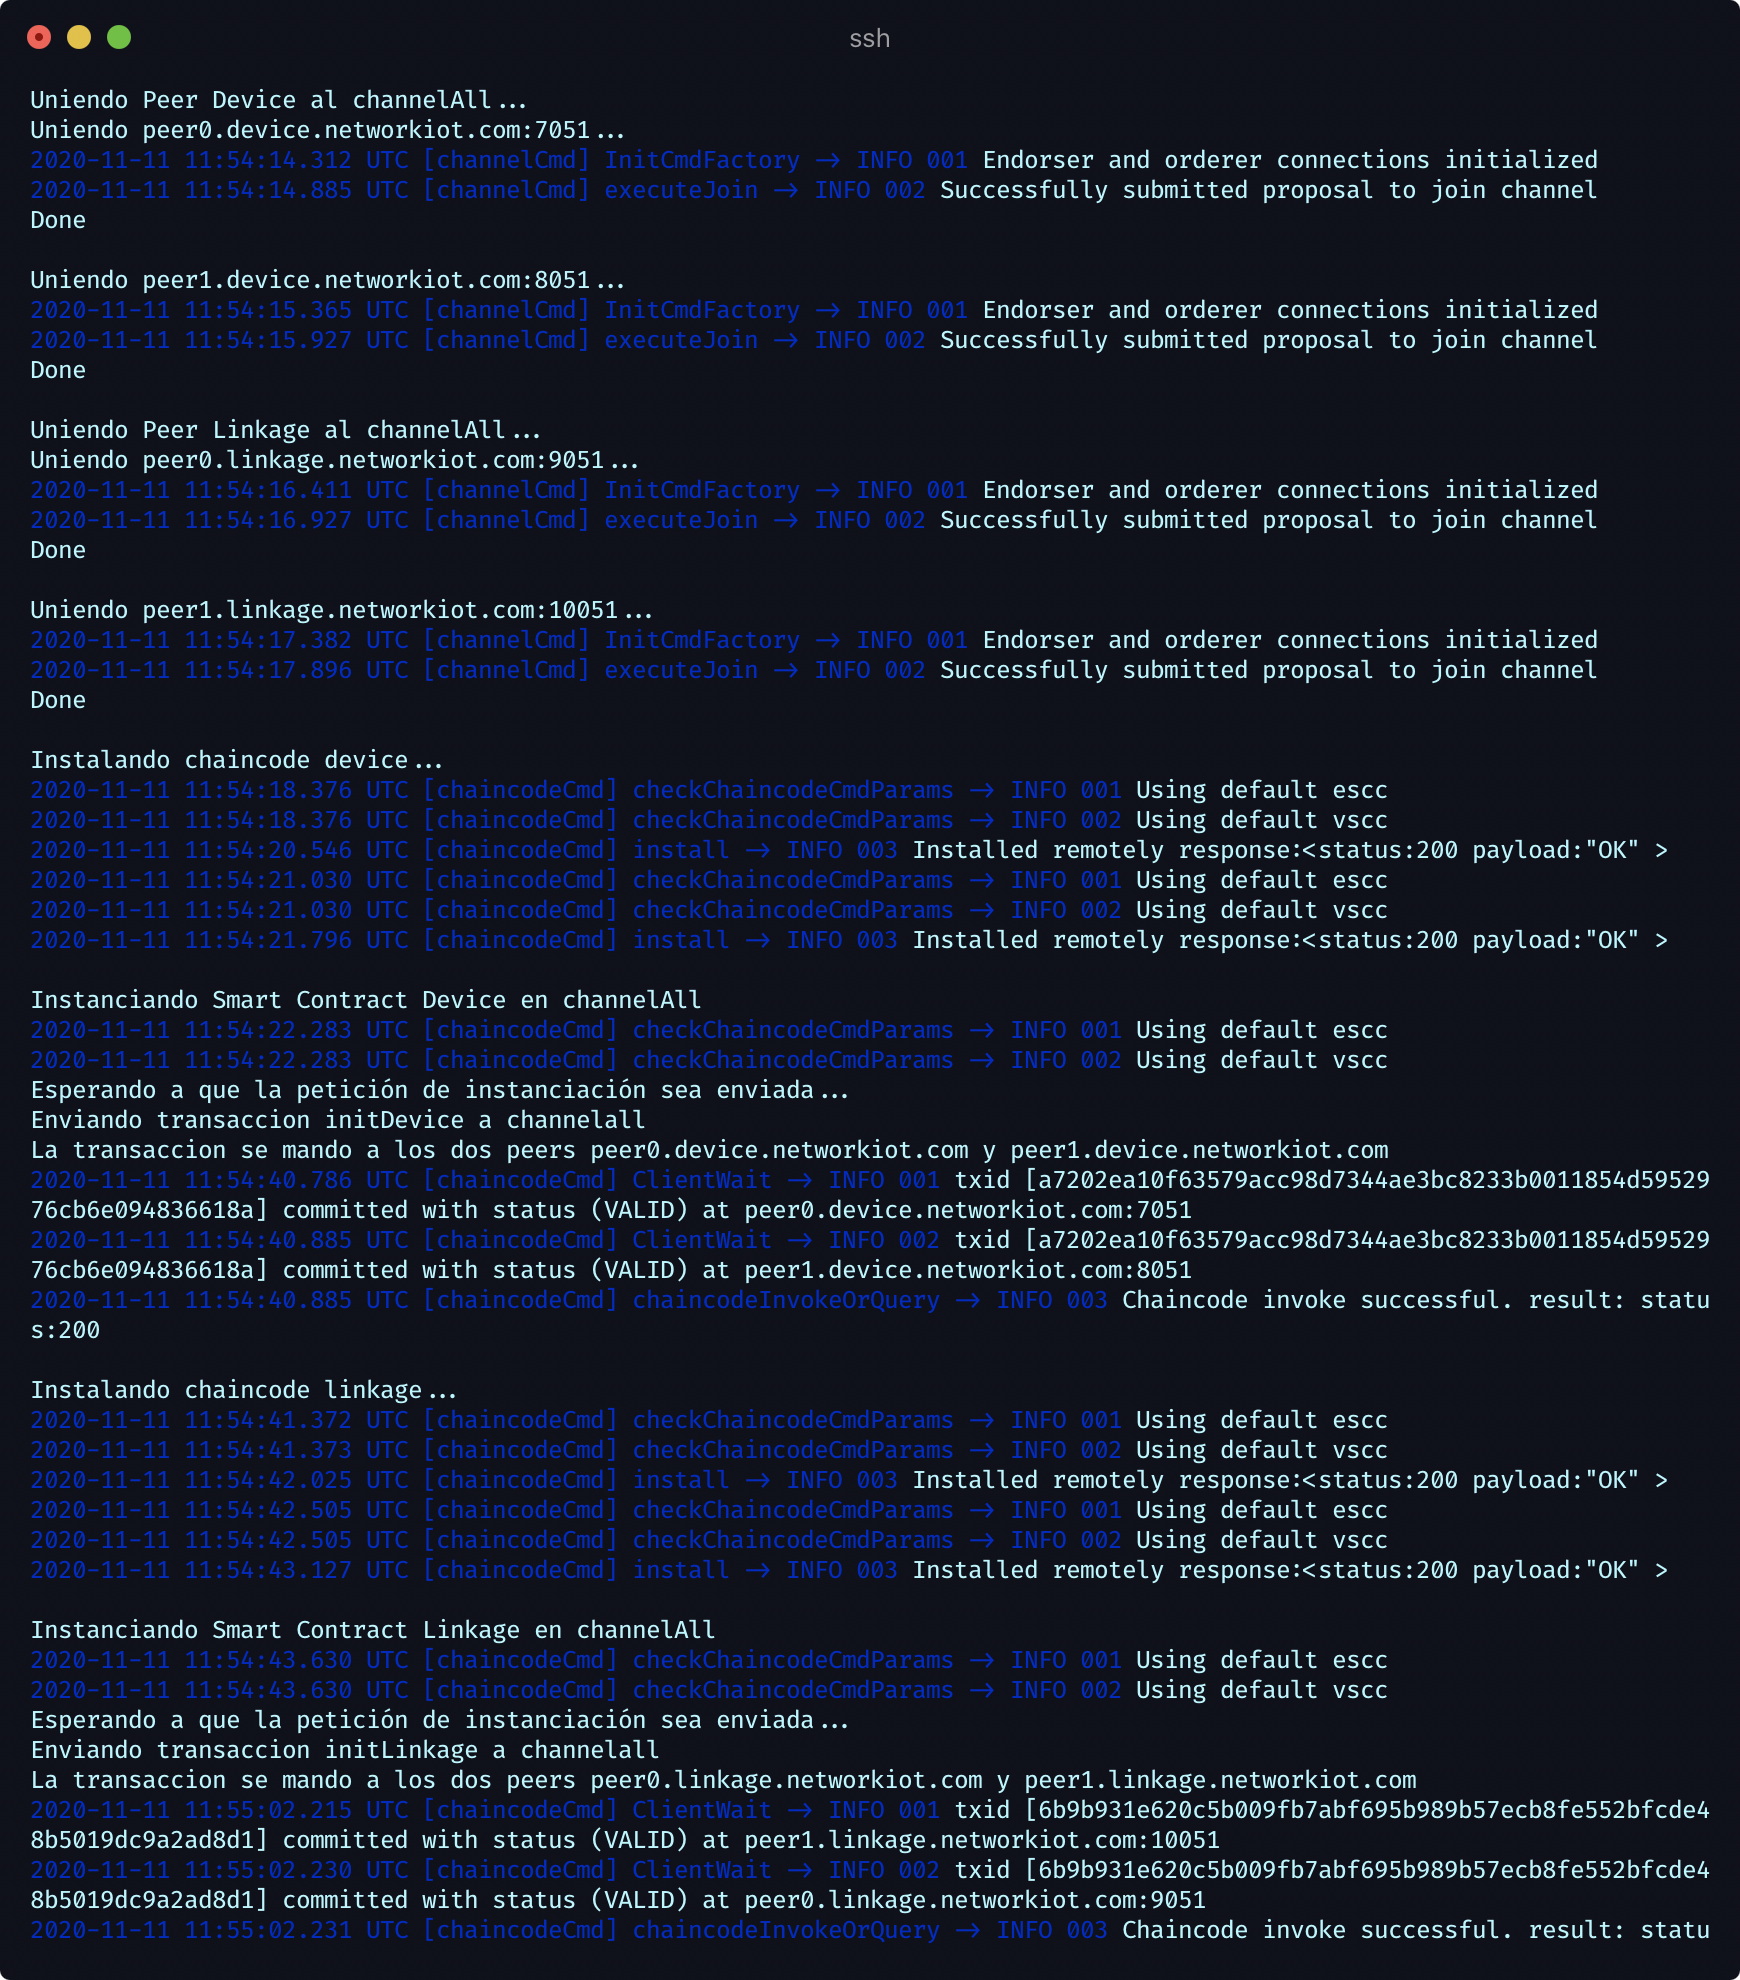 ssh
Uniendo Peer Device al channelAll...
Uniendo peer0.device.networkiot.com:7051...
2020-11-11 11:54:14.312 UTC [channelCmd] InitCmdFactory -> INFO 001 Endorser and orderer connections initialized
2020-11-11 11:54:14.885 UTC [channelCmd] executeJoin -> INFO 002 Successfully submitted proposal to join channel
Done
Uniendo peer1.device.networkiot.com:8051...
2020-11-11 11:54:15.365 UTC [channelCmd] InitCmdFactory -> INFO 001 Endorser and orderer connections initialized
2020-11-11 11:54:15.927 UTC [channelCmd] executeJoin -> INFO 002 Successfully submitted proposal to join channel
Done
Uniendo Peer Linkage al channelAll...
Uniendo peer0.linkage.networkiot.com:9051...
2020-11-11 11:54:16.411 UTC [channelCmd] InitCmdFactory -> INFO 001 Endorser and orderer connections initialized
2020-11-11 11:54:16.927 UTC [channelCmd] executeJoin -> INFO 002 Successfully submitted proposal to join channel
Done
Uniendo peer1.linkage.networkiot.com:10051...
2020-11-11 11:54:17.382 UTC [channelCmd] InitCmdFactory -> INFO 001 Endorser and orderer connections initialized
2020-11-11 11:54:17.896 UTC [channelCmd] executeJoin -> INFO 002 Successfully submitted proposal to join channel
Done
Instalando chaincode device...
2020-11-11 11:54:18.376 UTC [chaincodeCmd] checkChaincodeCmdParams -> INFO 001 Using default escc
2020-11-11 11:54:18.376 UTC [chaincodeCmd] checkChaincodeCmdParams -> INFO 002 Using default vscc
2020-11-11 11:54:20.546 UTC [chaincodeCmd] install -> INFO 003 Installed remotely response:<status:200 payload:"OK" >
2020-11-11 11:54:21.030 UTC [chaincodeCmd] checkChaincodeCmdParams -> INFO 001 Using default escc
2020-11-11 11:54:21.030 UTC [chaincodeCmd] checkChaincodeCmdParams -> INFO 002 Using default vscc
2020-11-11 11:54:21.796 UTC [chaincodeCmd] install -> INFO 003 Installed remotely response:<status:200 payload:"OK" >
Instanciando Smart Contract Device en channelAll
2020-11-11 11:54:22.283 UTC [chaincodeCmd] checkChaincodeCmdParams -> INFO 001 Using default escc
2020-11-11 11:54:22.283 UTC [chaincodeCmd] checkChaincodeCmdParams -> INFO 002 Using default vscc
Esperando a que la petición de instanciación sea enviada...
Enviando transaccion initDevice a channelall
La transaccion se mando a los dos peers peer0.device.networkiot.com y peer1.device.networkiot.com
2020-11-11 11:54:40.786 UTC [chaincodeCmd] ClientWait -> INFO 001 txid [a7202ea10f63579acc98d7344ae3bc8233b0011854d59529
76cb6e094836618a] committed with status (VALID) at peer0.device.networkiot.com:7051
2020-11-11 11:54:40.885 UTC [chaincodeCmd] ClientWait -> INFO 002 txid [a7202ea10f63579acc98d7344ae3bc8233b0011854d59529
76cb6e094836618a] committed with status (VALID) at peer1.device.networkiot.com:8051
2020-11-11 11:54:40.885 UTC [chaincodeCmd] chaincodeInvokeOrQuery -> INFO 003 Chaincode invoke successful. result: statu
s:200
Instalando chaincode linkage...
2020-11-11 11:54:41.372 UTC [chaincodeCmd] checkChaincodeCmdParams -> INFO 001 Using default escc
2020-11-11 11:54:41.373 UTC [chaincodeCmd] checkChaincodeCmdParams -> INFO 002 Using default vscc
2020-11-11 11:54:42.025 UTC [chaincodeCmd] install -> INFO 003 Installed remotely response:<status:200 payload:"OK" >
2020-11-11 11:54:42.505 UTC [chaincodeCmd] checkChaincodeCmdParams -> INFO 001 Using default escc
2020-11-11 11:54:42.505 UTC [chaincodeCmd] checkChaincodeCmdParams -> INFO 002 Using default vscc
2020-11-11 11:54:43.127 UTC [chaincodeCmd] install -> INFO 003 Installed remotely response:<status:200 payload:"OK" >
Instanciando Smart Contract Linkage en channelAll
2020-11-11 11:54:43.630 UTC [chaincodeCmd] checkChaincodeCmdParams -> INFO 001 Using default escc
2020-11-11 11:54:43.630 UTC [chaincodeCmd] checkChaincodeCmdParams -> INFO 002 Using default vscc
Esperando a que la petición de instanciación sea enviada...
Enviando transaccion initLinkage a channelall
La transaccion se mando a los dos peers peer0.linkage.networkiot.com y peer1.linkage.networkiot.com
2020-11-11 11:55:02.215 UTC [chaincodeCmd] ClientWait -> INFO 001 txid [6b9b931e620c5b009fb7abf695b989b57ecb8fe552bfcde4
8b5019dc9a2ad8d1] committed with status (VALID) at peer1.linkage.networkiot.com:10051
2020-11-11 11:55:02.230 UTC [chaincodeCmd] ClientWait -> INFO 002 txid [6b9b931e620c5b009fb7abf695b989b57ecb8fe552bfcde4
8b5019dc9a2ad8d1] committed with status (VALID) at peer0.linkage.networkiot.com:9051
2020-11-11 11:55:02.231 UTC [chaincodeCmd] chaincodeInvokeOrQuery -> INFO 003 Chaincode invoke successful. result: statu